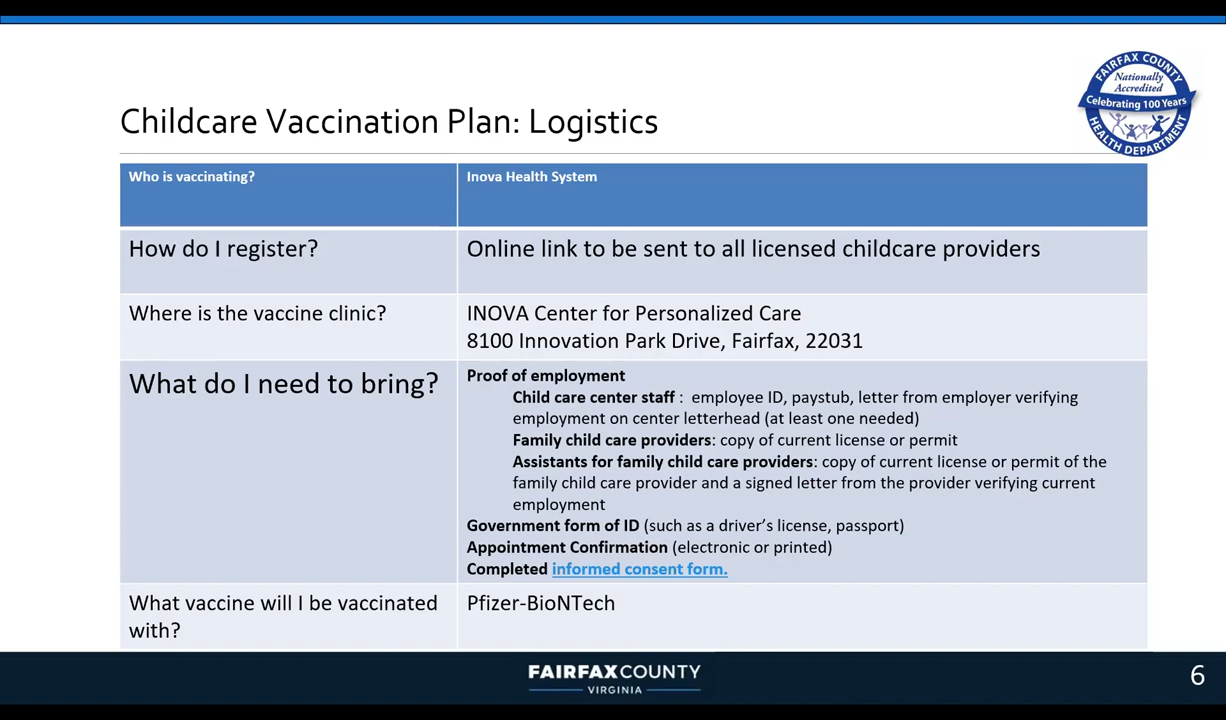 FAIRFAX COUNTY
Nationally
Accredited
Celebrating 100 Years
HEALTH DEPARTMENT
Childcare Vaccination Plan: Logistics
Who is vaccinating?
Inova Health System
How do I register?
Online link to be sent to all licensed childcare providers
Where is the vaccine clinic?
INOVA Center for Personalized Care
8100 Innovation Park Drive, Fairfax, 22031
What do I need to bring?
Proof of employment
Child care center staff : employee ID, paystub, letter from employer verifying
employment on center letterhead (at least one needed)
Family child care providers: copy of current license or permit
Assistants for family child care providers: copy of current license or permit of the
family child care provider and a signed letter from the provider verifying current
employment
Government form of ID (such as a driver’s license, passport)
Appointment Confirmation (electronic or printed)
Completed informed consent form.
What vaccine will I be vaccinated
with?
Pfizer-BioNTech
FAIRFAX COUNTY
VIRGINIA
6